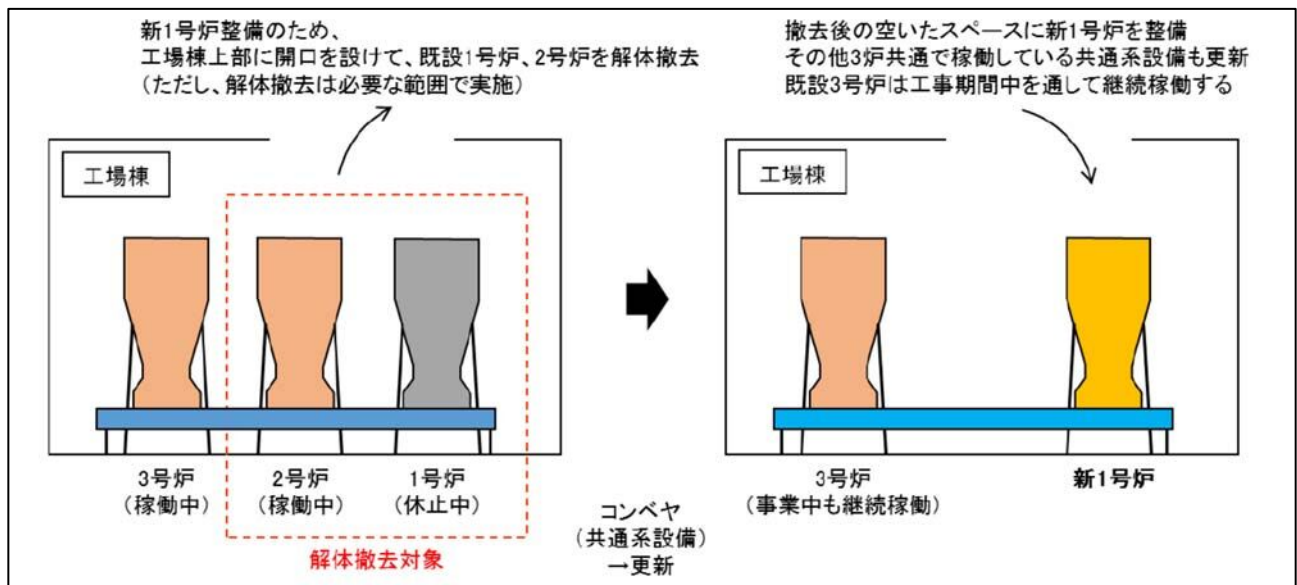 新1号炉整備のため、
工場棟上部に開口を設けて、既設1号炉、2号炉を解体撤去
(ただし、解体撤去は必要な範囲で実施)
撤去後の空いたスペースに新1号炉を整備
その他3炉共通で稼働している共通系設備も更新
既設3号炉は工事期間中を通して継続稼働する
工場棟
工場棟
3号炉
(稼働中)
2号炉
(稼働中)
1号炉
(休止中)
解体撤去対象
コンベヤ
(共通系設備)
→更新
3号炉
(事業中も継続稼働)
新1号炉